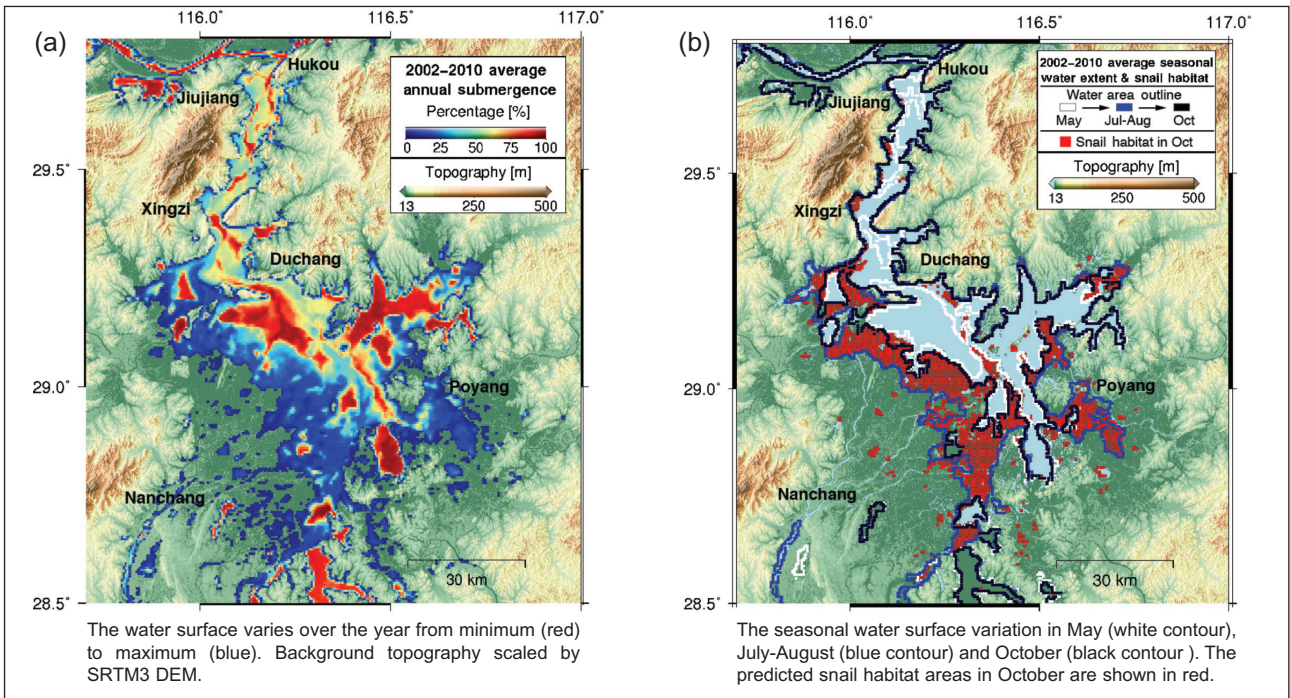 116.0° 116.5° 117.0°
(a)
Hukou
Jiujiang
2002–2010 average
annual submergence
Percentage [%]
0 25 50 75 100
Topography [m]
13 250 500
29.5°
Xingzi
Duchang
29.0°
Poyang
Nanchang
30 km
28.5°
The water surface varies over the year from minimum (red)
to maximum (blue). Background topography scaled by
SRTM3 DEM.
116.0° 116.5° 117.0°
(b)
Hukou
Jiujiang
2002–2010 average seasonal
water extent & snail habitat
Water area outline
May Jul-Aug Oct
Snail habitat in Oct
Topography [m]
13 250 500
29.5°
Xingzi
Duchang
29.0°
Poyang
Nanchang
30 km
28.5°
The seasonal water surface variation in May (white contour),
July-August (blue contour) and October (black contour ). The
predicted snail habitat areas in October are shown in red.